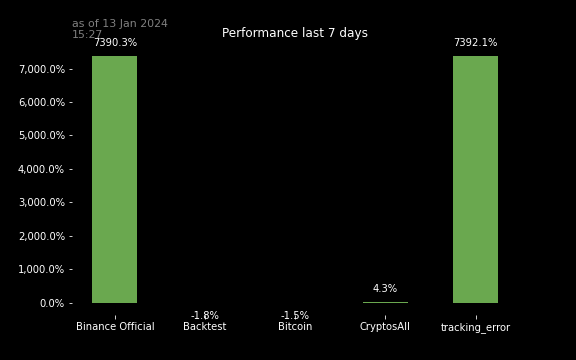 as of 13 Jan 2024
15:27
Performance last 7 days
7390.3%
7392.1%
7,000.0%
6,000.0%
5,000.0%
4,000.0%
3,000.0%
2,000.0%
1,000.0%
0.0%
4.3%
-1.8%
-1.5%
Binance Official
Backtest
Bitcoin
CryptosAll
tracking_error